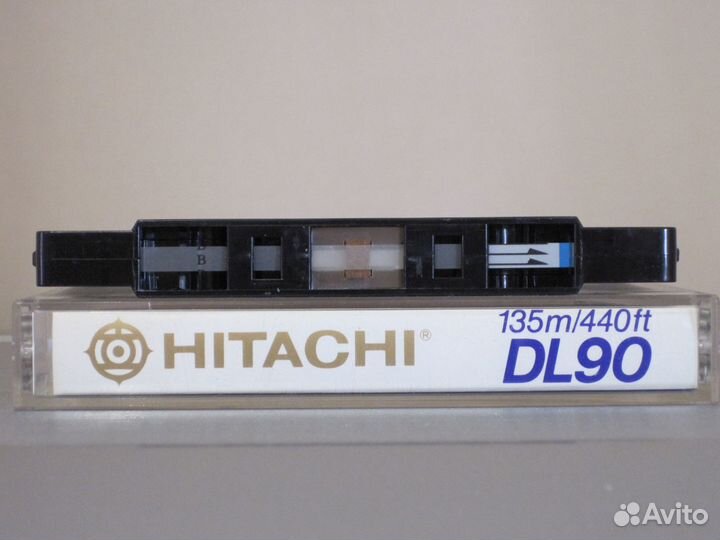 B
HITACHI®
135m/440ft
DL90
Avito